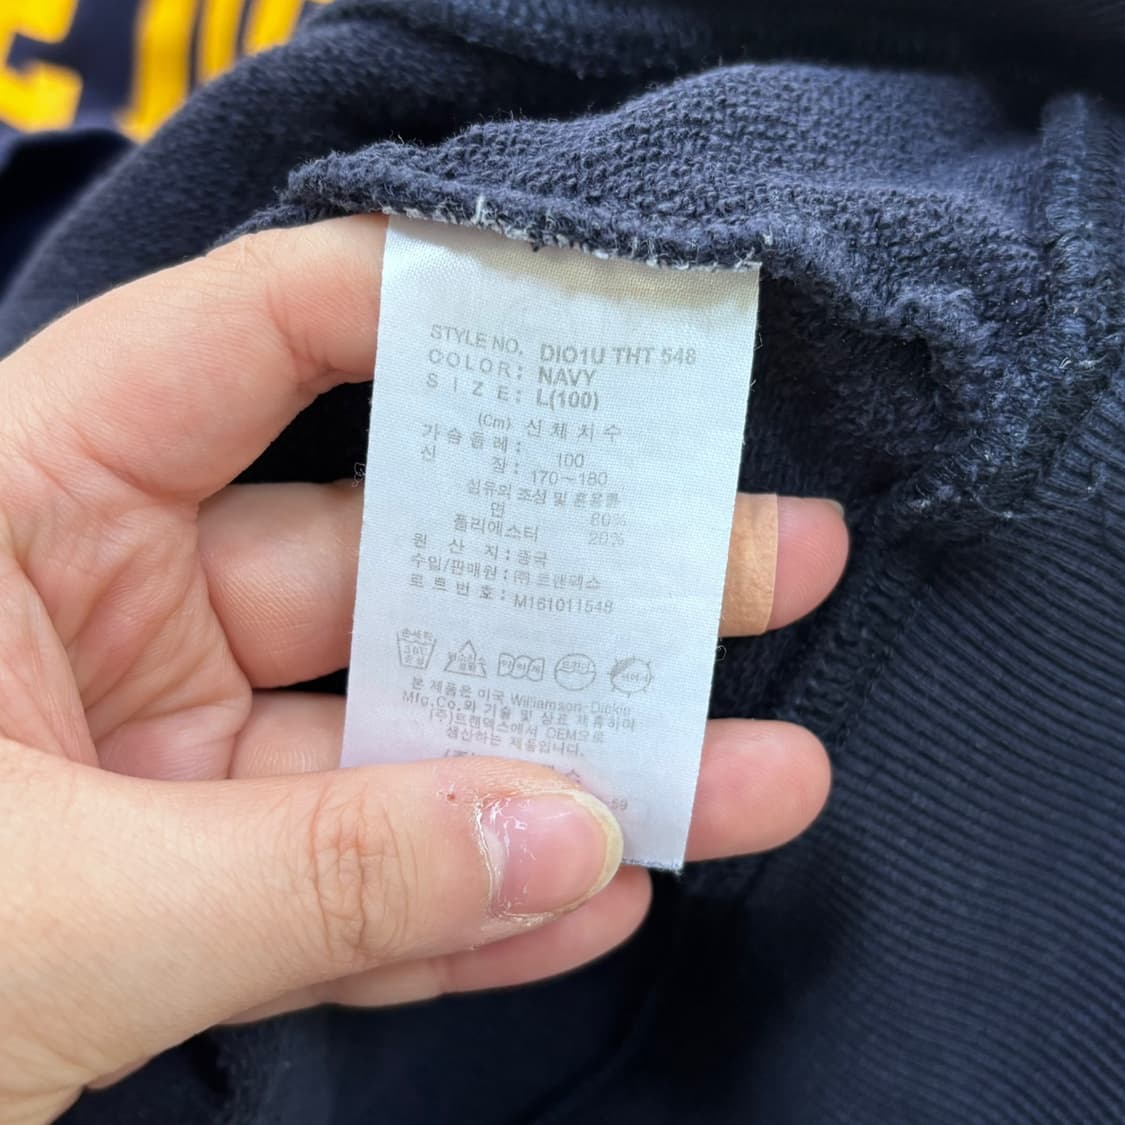 STYLE NO. DIO1U THT 548
COLOR: NAVY
SIZE: L(100)
(Cm) 신체치수
가슴둘레: 100
신장: 170~180
섬유의 조성 및 혼용률
면 80%
폴리에스터 20%
원산지: 중국
수입/판매원: ㈜트랜덱스
로트번호: M161011548
손세탁
본 제품은 미국 Williamson-Dickie
Mfg.Co.와 기술 및 상표 제휴하여
(주)트랜덱스에서 OEM으로
생산하는 제품입니다.
59